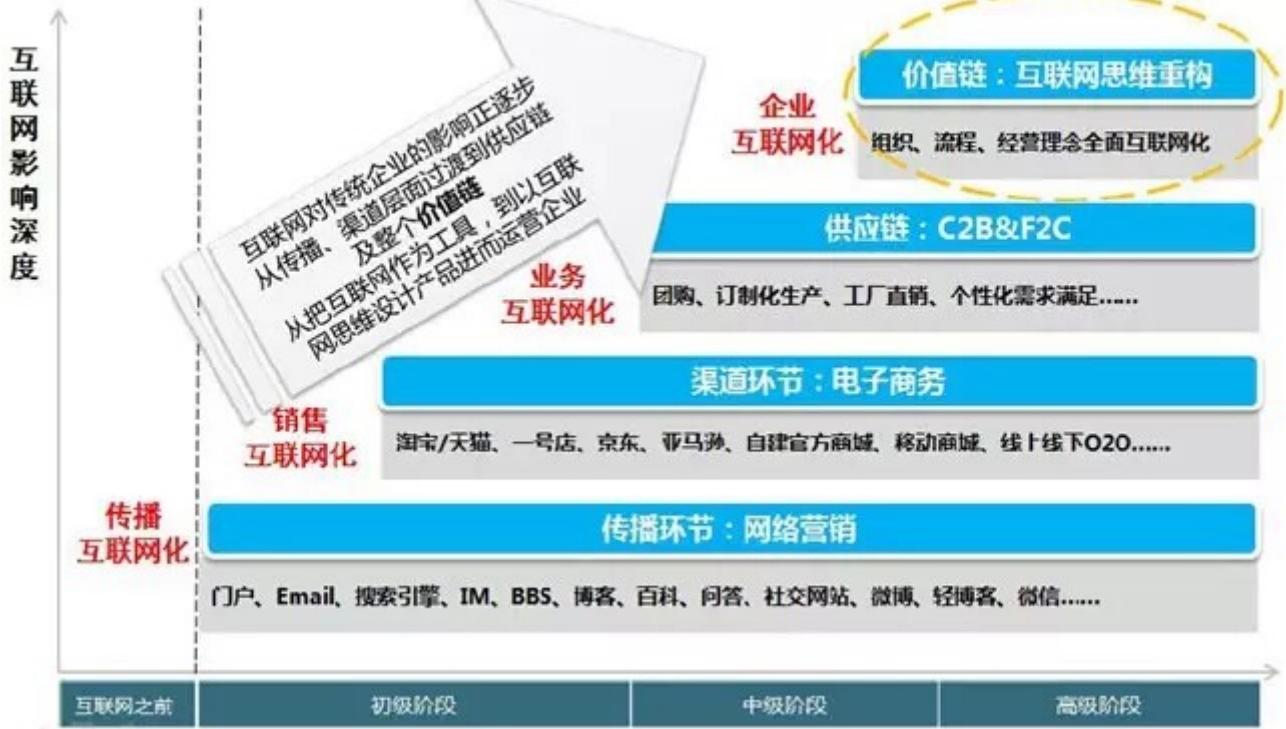 互联网影响深度
互联网对传统企业的影响正逐步
从传播、渠道层面过渡到供应链
及整个价值链
从把互联网作为工具，到以互联
网思维设计产品进而运营企业
企业
互联网化
价值链：互联网思维重构
组织、流程、经营理念全面互联网化
业务
互联网化
供应链：C2B&F2C
团购、订制化生产、工厂直销、个性化需求满足……
销售
互联网化
渠道环节：电子商务
淘宝/天猫、一号店、京东、亚马逊、自建官方商城、移动商城、线上线下O2O……
传播
互联网化
传播环节：网络营销
门户、Email、搜索引擎、IM、BBS、博客、百科、问答、社交网站、微博、轻博客、微信……
互联网之前
初级阶段
中级阶段
高级阶段